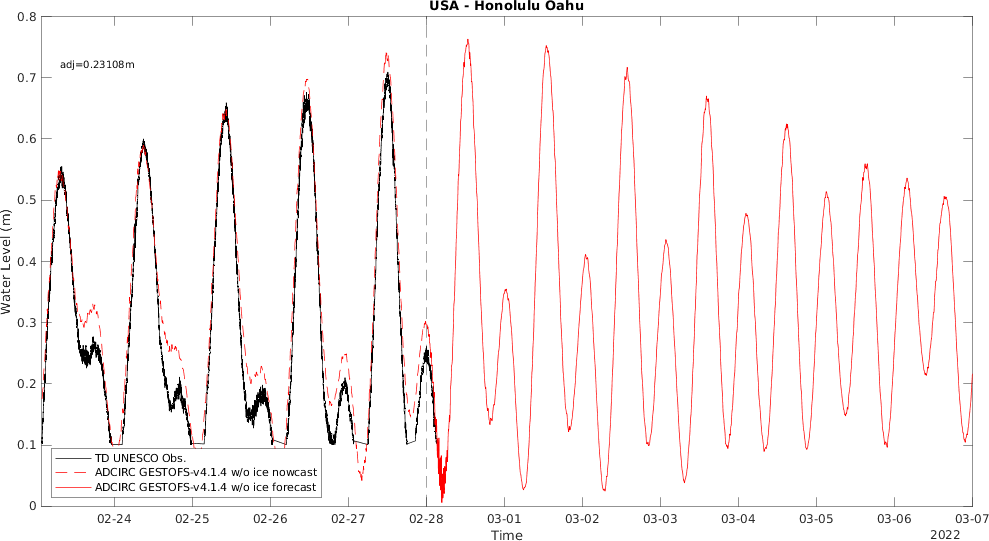 USA - Honolulu Oahu
0.8
0.7
0.6
0.5
0.4
0.3
0.2
0.1
0
Water Level (m)
adj=0.23108m
TD UNESCO Obs.
ADCIRC GESTOFS-v4.1.4 w/o ice nowcast
ADCIRC GESTOFS-v4.1.4 w/o ice forecast
02-24 02-25 02-26 02-27 02-28 03-01 03-02 03-03 03-04 03-05 03-06 03-07
Time
2022